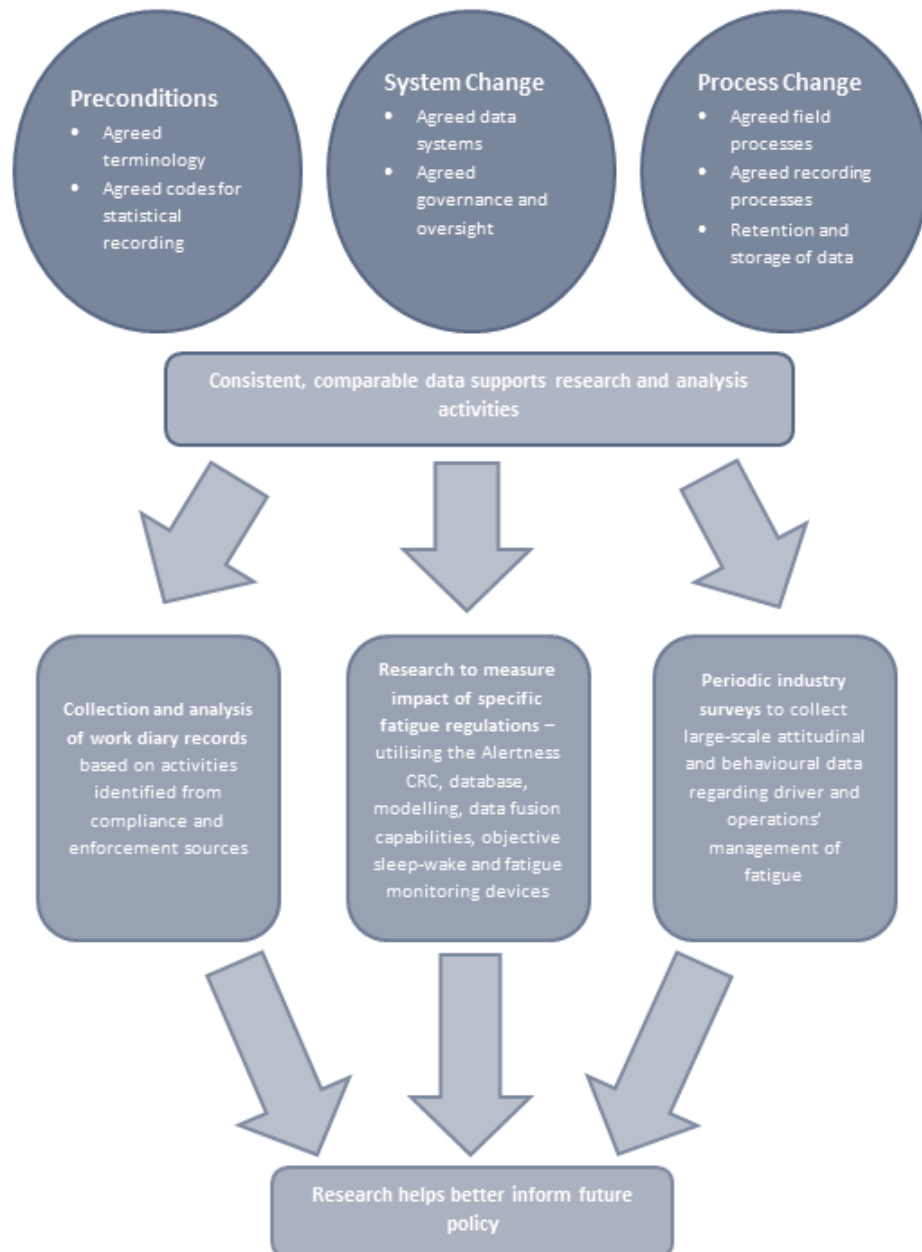 Preconditions
• Agreed
terminology
• Agreed codes for
statistical
recording
System Change
• Agreed data
systems
• Agreed
governance and
oversight
Process Change
• Agreed field
processes
• Agreed recording
processes
• Retention and
storage of data
Consistent, comparable data supports research and analysis
activities
Collection and analysis
of work diary records
based on activities
identified from
compliance and
enforcement sources
Research to measure
impact of specific
fatigue regulations –
utilising the Alertness
CRC, database,
modelling, data fusion
capabilities, objective
sleep-wake and fatigue
monitoring devices
Periodic industry
surveys to collect
large-scale attitudinal
and behavioural data
regarding driver and
operations’
management of
fatigue
Research helps better inform future
policy